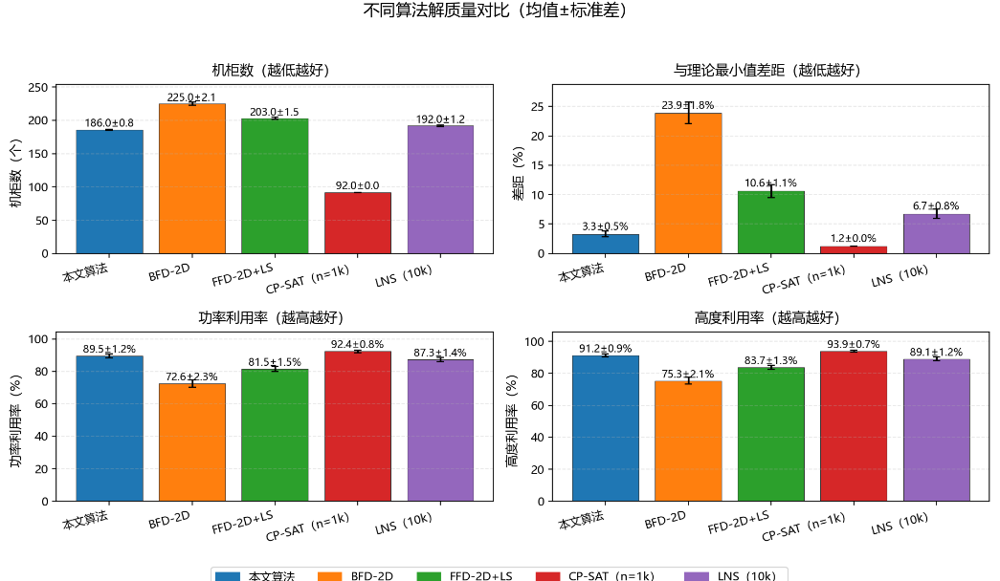 不同算法解质量对比（均值±标准差）
机柜数（越低越好）
机柜数（个）
250
200
150
100
50
0
186.0±0.8
225.0±2.1
203.0±1.5
92.0±0.0
192.0±1.2
本文算法
BFD-2D
FFD-2D+LS
CP-SAT（n=1k）
LNS（10k）
与理论最小值差距（越低越好）
差距（%）
25
20
15
10
5
0
3.3±0.5%
23.9±1.8%
10.6±1.1%
1.2±0.0%
6.7±0.8%
本文算法
BFD-2D
FFD-2D+LS
CP-SAT（n=1k）
LNS（10k）
功率利用率（越高越好）
功率利用率（%）
100
80
60
40
20
0
89.5±1.2%
72.6±2.3%
81.5±1.5%
92.4±0.8%
87.3±1.4%
本文算法
BFD-2D
FFD-2D+LS
CP-SAT（n=1k）
LNS（10k）
高度利用率（越高越好）
高度利用率（%）
100
80
60
40
20
0
91.2±0.9%
75.3±2.1%
83.7±1.3%
93.9±0.7%
89.1±1.2%
本文算法
BFD-2D
FFD-2D+LS
CP-SAT（n=1k）
LNS（10k）
本文算法 BFD-2D FFD-2D+LS CP-SAT（n=1k） LNS（10k）